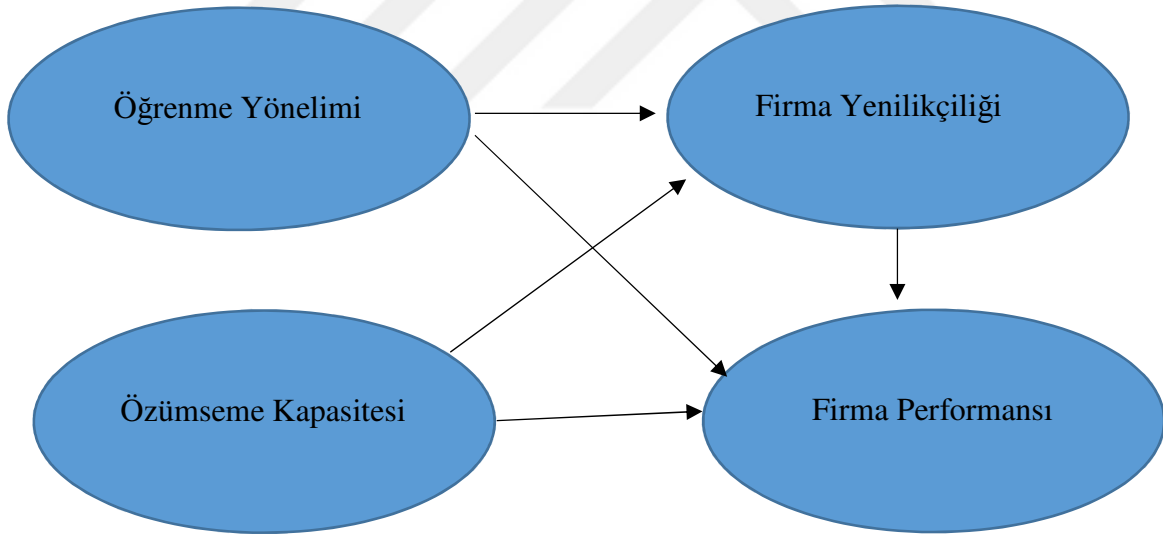 Öğrenme Yönelimi
Firma Yenilikçiliği
Özümseme Kapasitesi
Firma Performansı